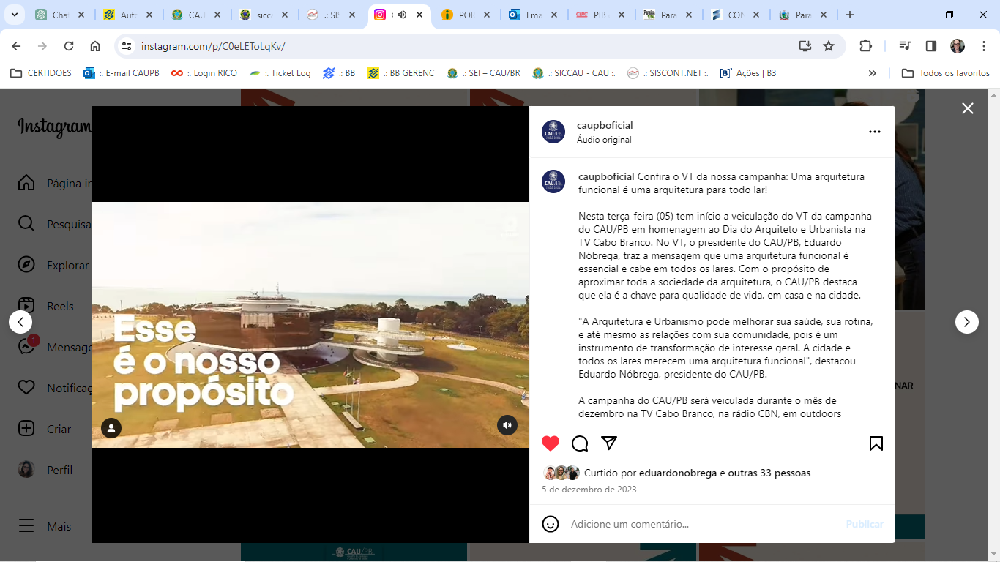 Chat
Auto
CAU
sicca
.: SIS
POR
Ema
PIB
Para
CON
Para
instagram.com/p/C0eLEToLqKv/
CERTIDOES
:. E-mail CAUPB
:. Login RICO
:. Ticket Log
.: BB
.: BB GERENC
.: SEI – CAU/BR
.: SICCAU - CAU :.
.: SISCONT.NET :.
Ações | B3
Todos os favoritos
Instagram
Página in
Pesquisa
Explorar
Reels
1
Mensage
Notificaç
Criar
Perfil
Mais
Esse
é o nosso
propósito
caupboficial
Áudio original
caupboficial Confira o VT da nossa campanha: Uma arquitetura
funcional é uma arquitetura para todo lar!
Nesta terça-feira (05) tem início a veiculação do VT da campanha
do CAU/PB em homenagem ao Dia do Arquiteto e Urbanista na
TV Cabo Branco. No VT, o presidente do CAU/PB, Eduardo
Nóbrega, traz a mensagem que uma arquitetura funcional é
essencial e cabe em todos os lares. Com o propósito de
aproximar toda a sociedade da arquitetura, o CAU/PB destaca
que ela é a chave para qualidade de vida, em casa e na cidade.
"A Arquitetura e Urbanismo pode melhorar sua saúde, sua rotina,
e até mesmo as relações com sua comunidade, pois é um
instrumento de transformação de interesse geral. A cidade e
todos os lares merecem uma arquitetura funcional", destacou
Eduardo Nóbrega, presidente do CAU/PB.
A campanha do CAU/PB será veiculada durante o mês de
dezembro na TV Cabo Branco, na rádio CBN, em outdoors
Curtido por eduardonobrega e outras 33 pessoas
5 de dezembro de 2023
Adicione um comentário...
Publicar
NAR
CAU/PB